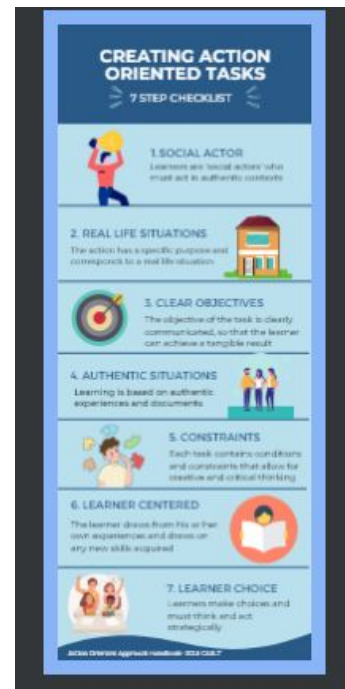 CREATING ACTION
ORIENTED TASKS
7 STEP CHECKLIST
1.SOCIAL ACTOR
Learners are 'social actors' who
must act in authentic contexts
2. REAL LIFE SITUATIONS
The action has a specific purpose and
corresponds to a real life situation
3. CLEAR OBJECTIVES
The objective of the task is clearly
communicated, so that the learner
can achieve a tangible result
4. AUTHENTIC SITUATIONS
Learning is based on authentic
experiences and documents
5. CONSTRAINTS
Each task contains conditions
and constraints that allow for
creative and critical thinking
6. LEARNER CENTERED
The learner draws from his or her
own experiences and draws on
any new skills acquired
7. LEARNER CHOICE
Learners make choices and
must think and act
strategically
Action Oriented Approach Handbook